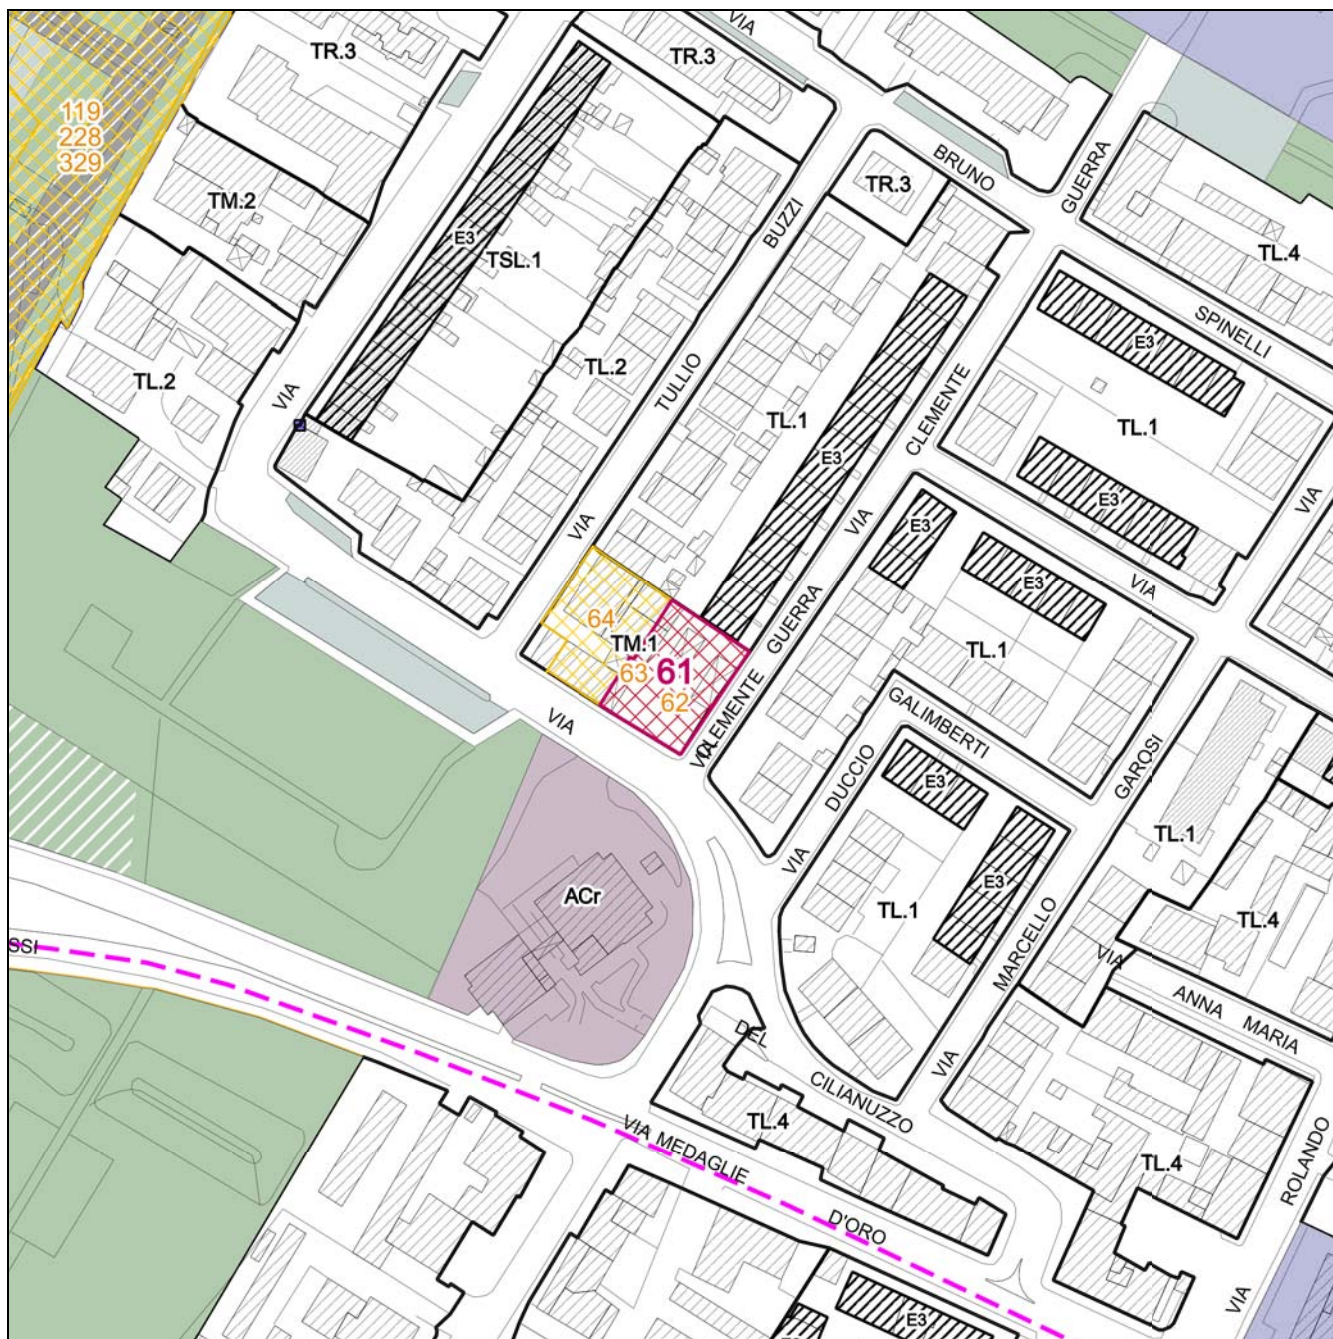 VIA
TR.3
TR.3
119
228
329
BRUNO
GUERRA
TR.3
TM.2
BUZZI
E3
TSL.1
TL.4
SPINELLI
E3
TL.2
VIA
TULLIO
TL.2
TL.1
CLEMENTE
TL.1
E3
E3
VIA
VIA
VIA
E3
E3
VIA
64
TM.1
63
61
62
GUERRA
TL.1
CLEMENTE
VIA
VIA
GALIMBERTI
DUCCIO
GAROSI
E3
TL.1
VIA
E3
ACr
TL.1
TL.4
MARCELLO
SSI
VIA
ANNA MARIA
DEL
CILIANUZZO
VIA
TL.4
VIA MEDAGLIE
D'ORO
TL.4
ROLANDO
VIA
E3